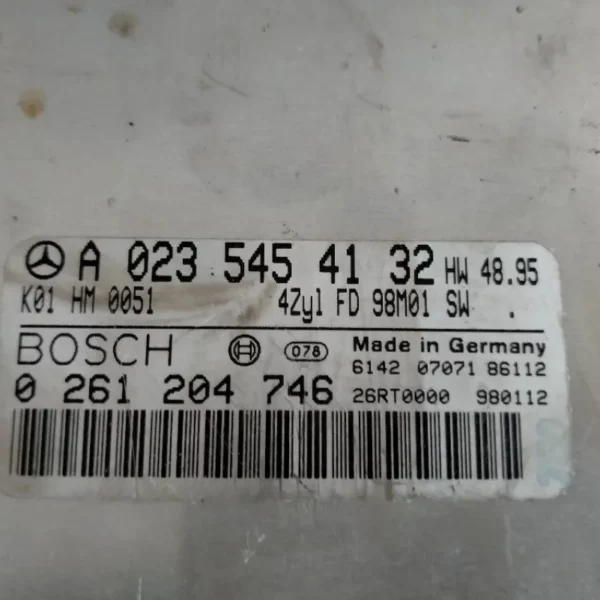 A 023 545 41 32 HW 48.95
K01 HM 0051 4Zyl FD 98M01 SW .
BOSCH 078 Made in Germany
6142 07071 86112
0 261 204 746 26RT0000 980112